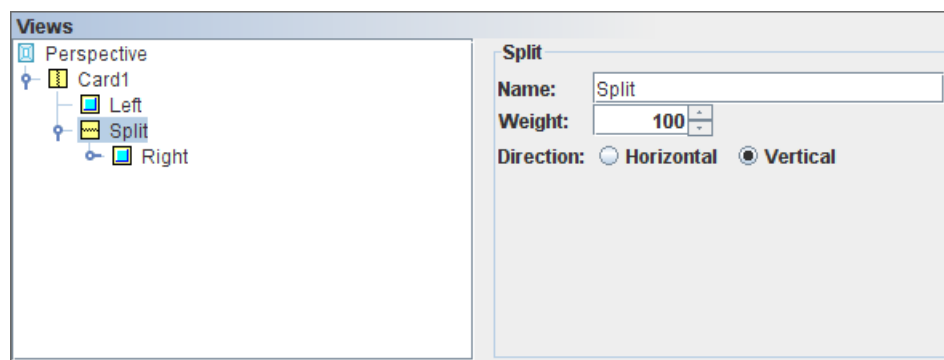 Views
Perspective
Card1
Left
Split
Right
Split
Name: Split
Weight: 100
Direction: Horizontal Vertical